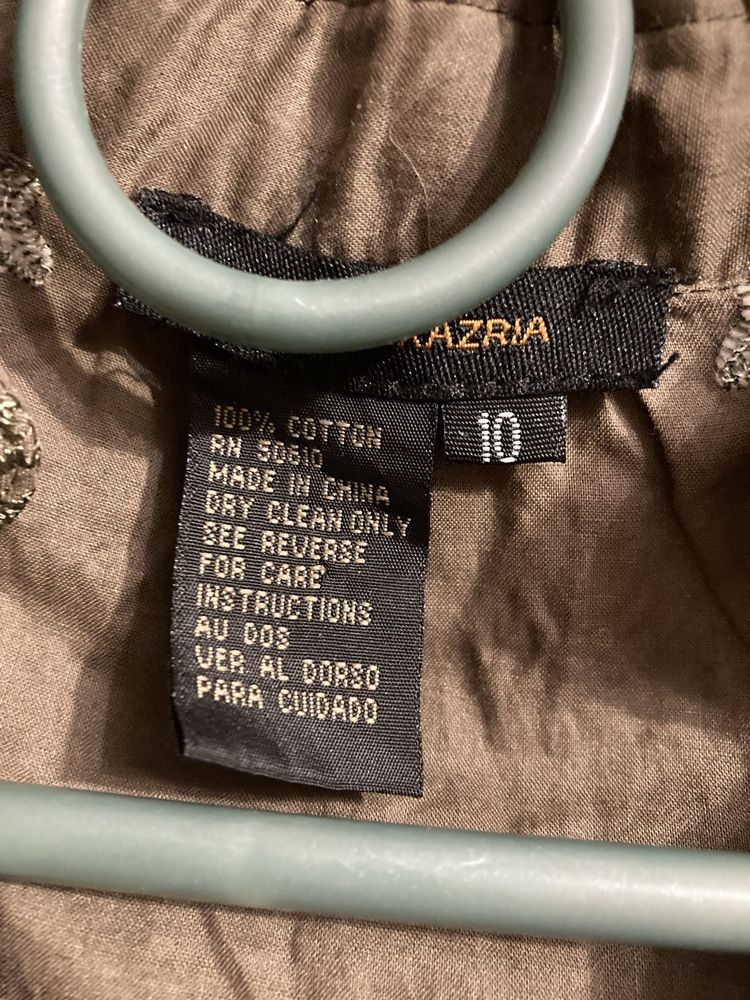 AZRIA
10
100% COTTON
RN 50610
MADE IN CHINA
DRY CLEAN ONLY
SEE REVERSE
FOR CARE
INSTRUCTIONS
AU DOS
VER AL DORSO
PARA CUIDADO